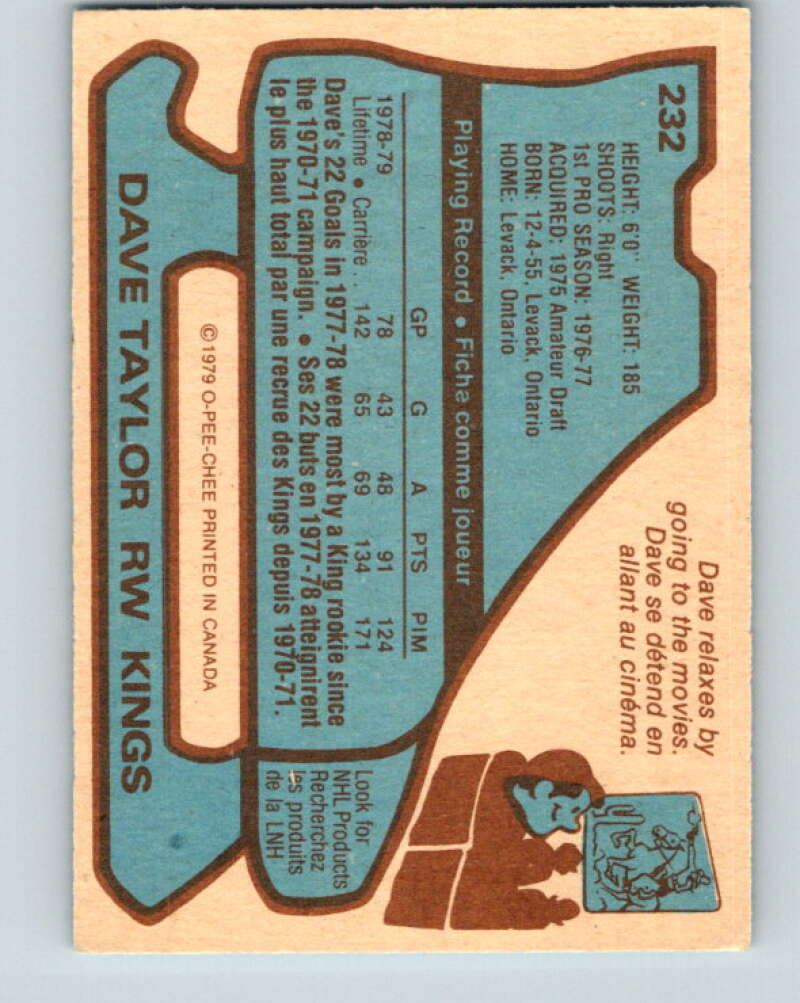 232
HEIGHT: 6'0" WEIGHT: 185
SHOOTS: Right
1st PRO SEASON: 1976-77
ACQUIRED: 1975 Amateur Draft
BORN: 12-4-55, Levack, Ontario
HOME: Levack, Ontario
Dave relaxes by
going to the movies.
Dave se détend en
allant au cinéma.
Playing Record • Fiche comme joueur
GP G A PTS PIM
1978-79 78 43 48 91 124
Lifetime • Carrière .. 142 65 69 134 171
Dave's 22 Goals in 1977-78 were most by a King rookie since
the 1970-71 campaign. • Ses 22 buts en 1977-78 atteignirent
le plus haut total par une recrue des Kings depuis 1970-71.
Look for
NHL Products
Recherchez
les produits
de la LNH
©1979 O-PEE-CHEE PRINTED IN CANADA
DAVE TAYLOR RW KINGS